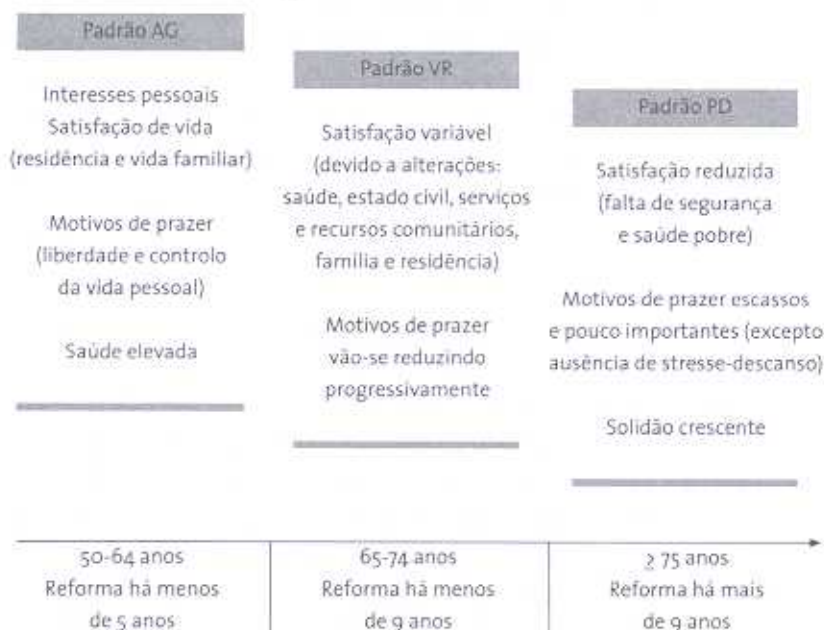 Padrão AG
Interesses pessoais
Satisfação de vida
(residência e vida familiar)
Motivos de prazer
(liberdade e controlo
da vida pessoal)
Saúde elevada
Padrão VR
Satisfação variável
(devido a alterações:
saúde, estado civil, serviços
e recursos comunitários,
família e residência)
Motivos de prazer
vão-se reduzindo
progressivamente
Padrão PD
Satisfação reduzida
(falta de segurança
e saúde pobre)
Motivos de prazer escassos
e pouco importantes (excepto
ausência de stresse-descanso)
Solidão crescente
50-64 anos
Reforma há menos
de 5 anos
65-74 anos
Reforma há menos
de 9 anos
≥ 75 anos
Reforma há mais
de 9 anos